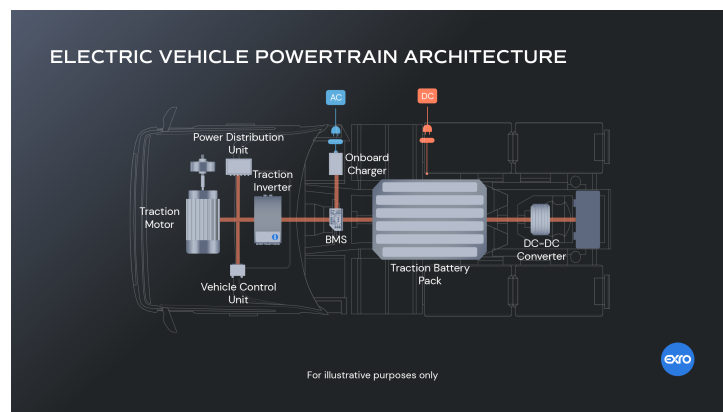 ELECTRIC VEHICLE POWERTRAIN ARCHITECTURE
AC
DC
Power Distribution
Unit
Onboard
Charger
Traction
Inverter
Traction
Motor
BMS
DC-DC
Converter
Traction Battery
Pack
Vehicle Control
Unit
exro
For illustrative purposes only